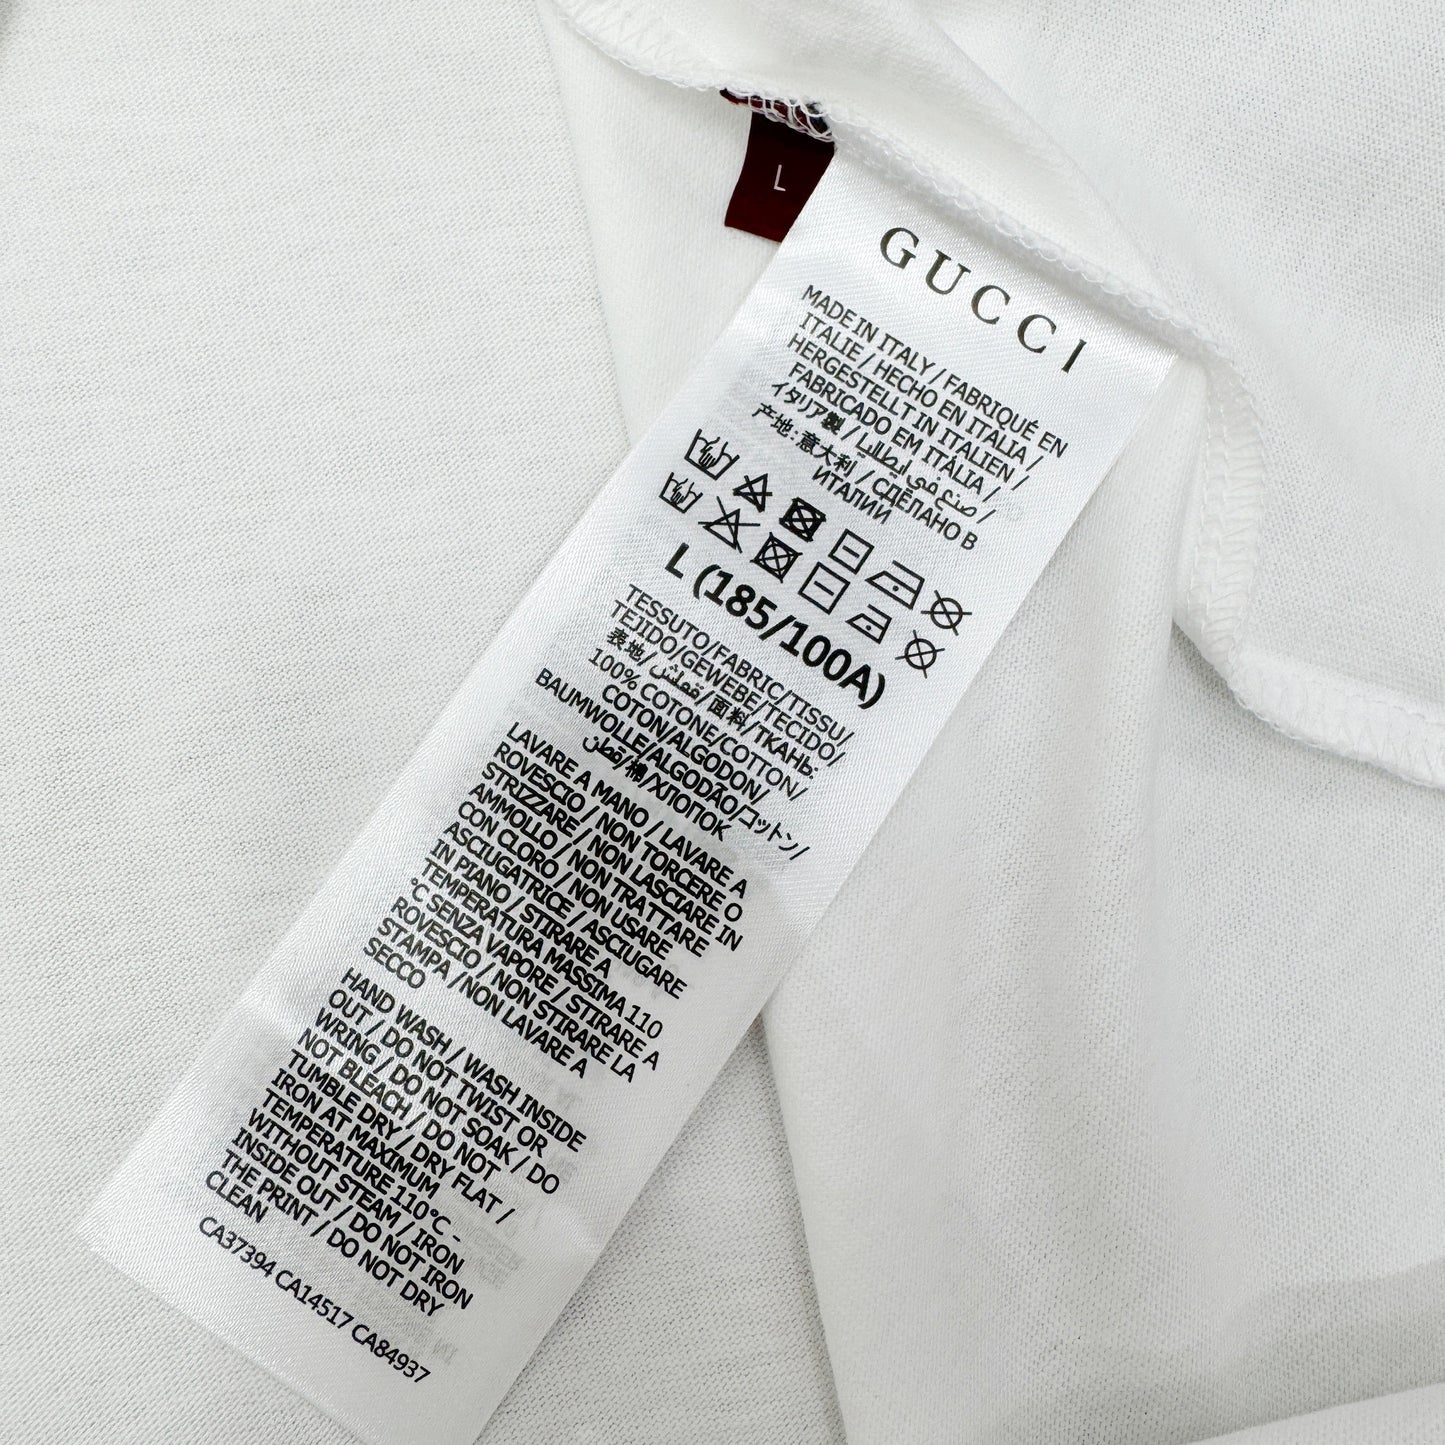 L
GUCCI
MADE IN ITALY / FABRIQUÉ EN
ITALIE / HECHO EN ITALIA /
HERGESTELLT IN ITALIEN /
FABRICADO EM ITÁLIA /
イタリア製 / صنع في إيطاليا /
产地: 意大利 / СДЕЛАНО В
ИТАЛИИ
L (185/100A)
TESSUTO/FABRIC/TISSU/
TEJIDO/GEWEBE/TECIDO/
表地/قماش/面料/ТКАНЬ:
100% COTONE/COTTON/
COTON/ALGODON/
BAUMWOLLE/ALGODÃO/コットン/
قطن/棉/ХЛОПОК
LAVARE A MANO / LAVARE A
ROVESCIO / NON TORCERE O
STRIZZARE / NON LASCIARE IN
AMMOLLO / NON TRATTARE
CON CLORO / NON USARE
ASCIUGATRICE / ASCIUGARE
IN PIANO / STIRARE A
TEMPERATURA MASSIMA 110
°C SENZA VAPORE / STIRARE A
ROVESCIO / NON STIRARE LA
STAMPA /NON LAVARE A
SECCO
HAND WASH / WASH INSIDE
OUT / DO NOT TWIST OR
WRING / DO NOT SOAK / DO
NOT BLEACH / DO NOT
TUMBLE DRY / DRY FLAT /
IRON AT MAXIMUM
TEMPERATURE 110°C -
WITHOUT STEAM / IRON
INSIDE OUT / DO NOT IRON
THE PRINT / DO NOT DRY
CLEAN
CA37394 CA14517 CA84937